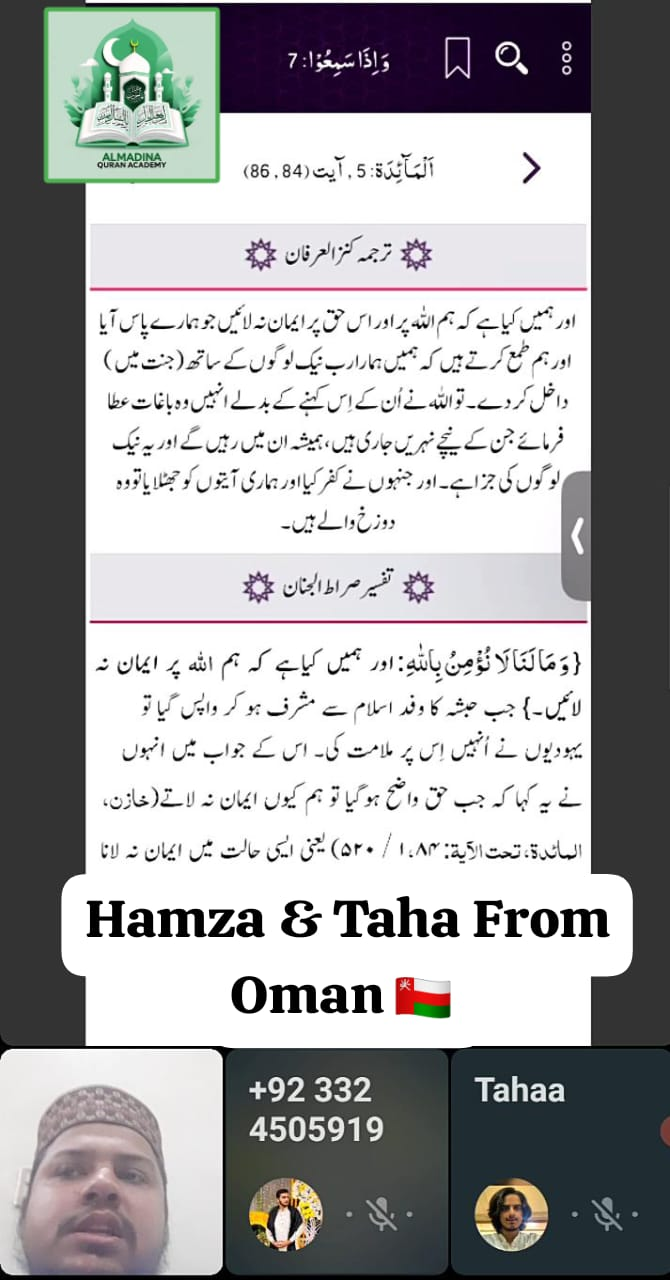 ALMADINA
QURAN ACADEMY
وَاِذَا سَمِعُوْا: 7
اَلْمَآئِدَة: 5 ، آیت (84 ، 86)
ترجمہ کنزالعرفان
اور ہمیں کیا ہے کہ ہم اللہ پر اور اس حق پر ایمان نہ لائیں جو ہمارے پاس آیا
اور ہم طمع کرتے ہیں کہ ہمیں ہمارا رب نیک لوگوں کے ساتھ (جنت میں)
داخل کردے۔ تو اللہ نے اُن کے اِس کہنے کے بدلے انہیں وہ باغات عطا
فرمائے جن کے نیچے نہریں جاری ہیں، ہمیشہ ان میں رہیں گے اور یہ نیک
لوگوں کی جزا ہے۔ اور جنہوں نے کفر کیا اور ہماری آیتوں کو جھٹلایا تو وہ
دوزخ والے ہیں۔
تفسیر صراط الجنان
{وَ مَا لَنَا لَا نُؤْمِنُ بِاللّٰهِ: اور ہمیں کیا ہے کہ ہم اللہ پر ایمان نہ
لائیں۔} جب حبشہ کا وفد اسلام سے مشرف ہو کر واپس گیا تو
یہودیوں نے اُنہیں اِس پر ملامت کی۔ اس کے جواب میں انہوں
نے یہ کہا کہ جب حق واضح ہوگیا تو ہم کیوں ایمان نہ لاتے (خازن،
المائدۃ، تحت الآیۃ: ۸۴، ۱ / ۵۲۰) یعنی ایسی حالت میں ایمان نہ لانا
Hamza & Taha From
Oman 🇴🇲
+92 332
4505919
Tahaa